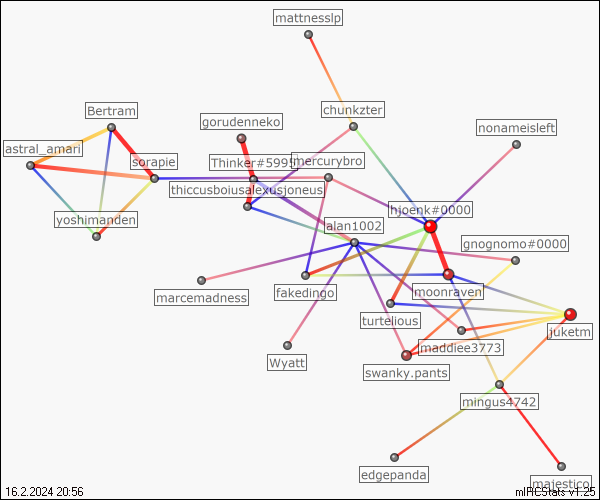 mattnesslp
Bertram
chunkzter
gorudenneko
nonameisleft
astral_amari
sorapie
Thinker#5995
mercurybro
thiccusboiusalexusjoneus
yoshimanden
hjoenk#0000
alan1002
gnognomo#0000
marcemadness
fakedingo
moonraven
turtelious
juketm
maddiee3773
Wyatt
swanky.pants
mingus4742
edgepanda
majestico
16.2.2024 20:56
mIRCStats v1.25